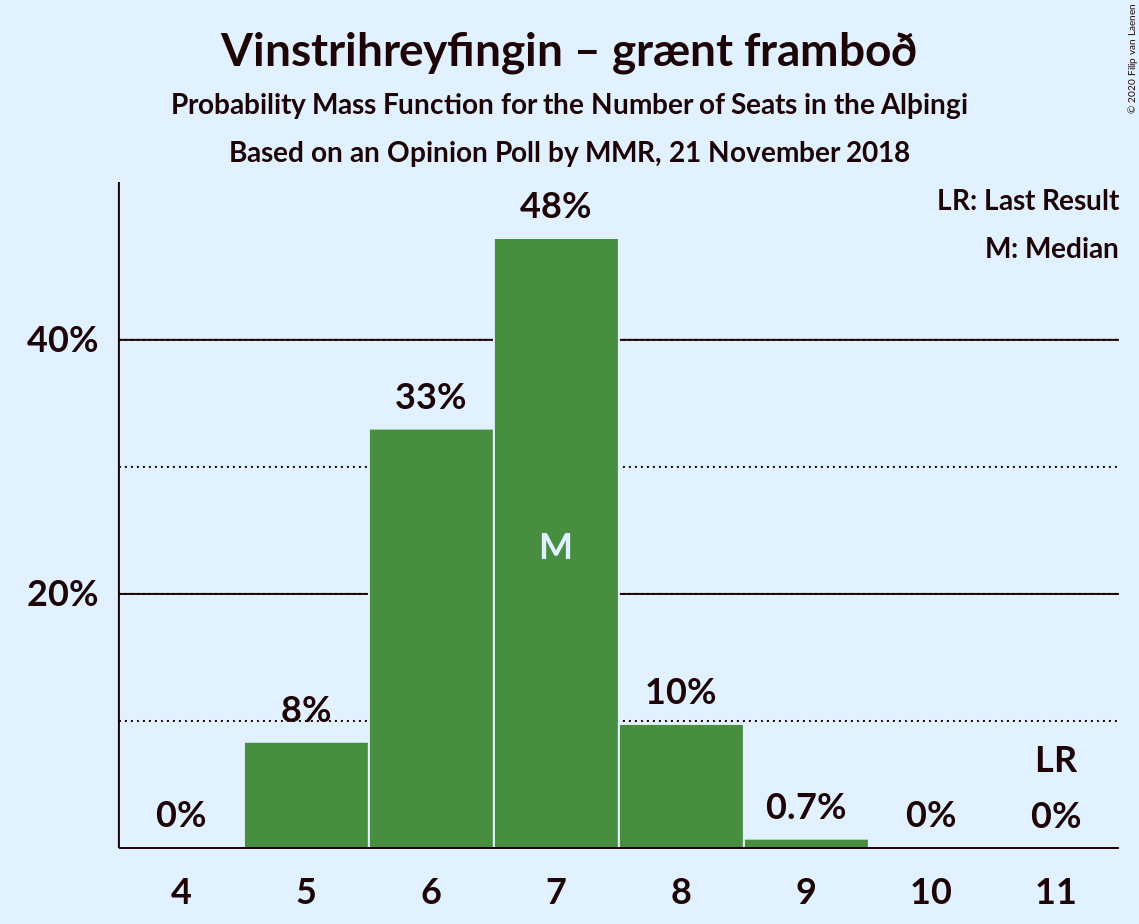 Vinstrihreyfingin – grænt framboð
Probability Mass Function for the Number of Seats in the Alþingi
Based on an Opinion Poll by MMR, 21 November 2018
© 2020 Filip van Laenen
LR: Last Result
M: Median
48%
40%
33%
M
20%
10%
8%
LR
0%
0.7%
0%
0%
4 5 6 7 8 9 10 11